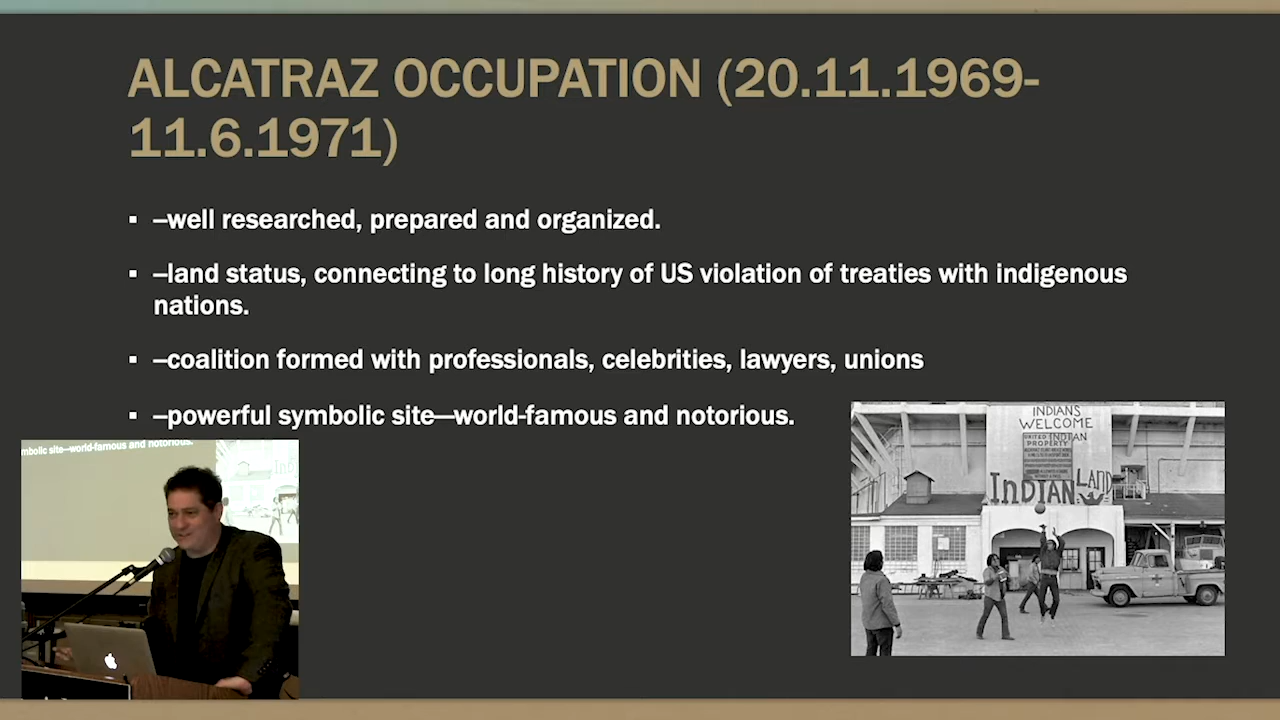 ALCATRAZ OCCUPATION (20.11.1969-
11.6.1971)
▪ –well researched, prepared and organized.
▪ –land status, connecting to long history of US violation of treaties with indigenous
nations.
▪ –coalition formed with professionals, celebrities, lawyers, unions
▪ –powerful symbolic site—world-famous and notorious.
mbolic site—world-famous and notorious.
INDIANS
WELCOME
UNITED INDIAN
PROPERTY
INDIAN LAND